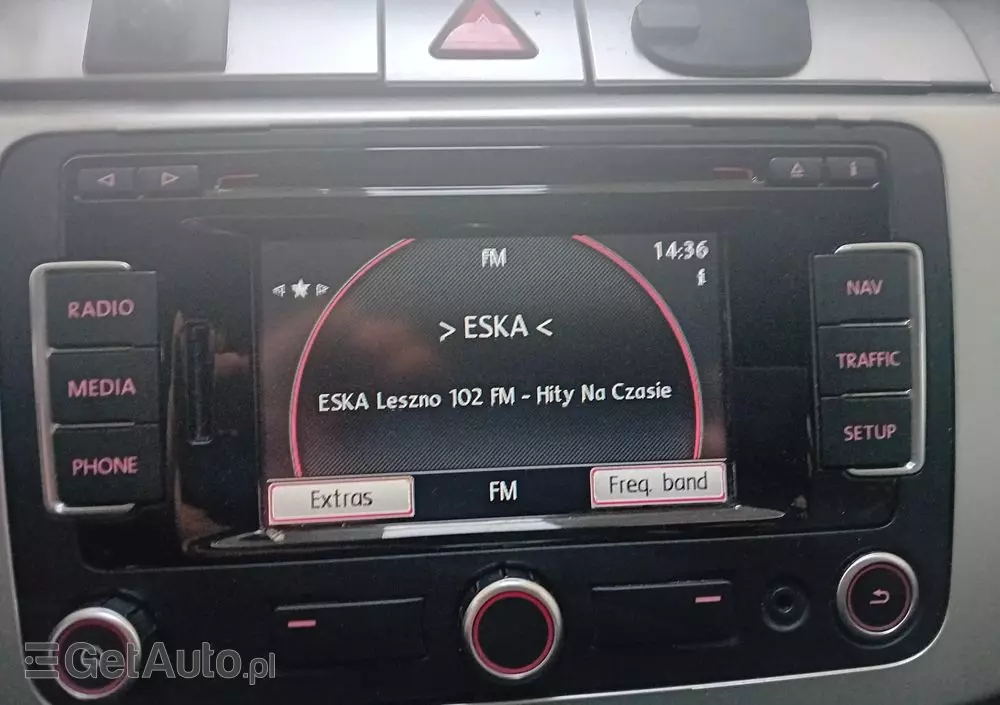 FM
14:36
i
RADIO
NAV
> ESKA <
MEDIA
TRAFFIC
ESKA Leszno 102 FM - Hity Na Czasie
PHONE
SETUP
Extras
FM
Freq. band
GetAuto.pl